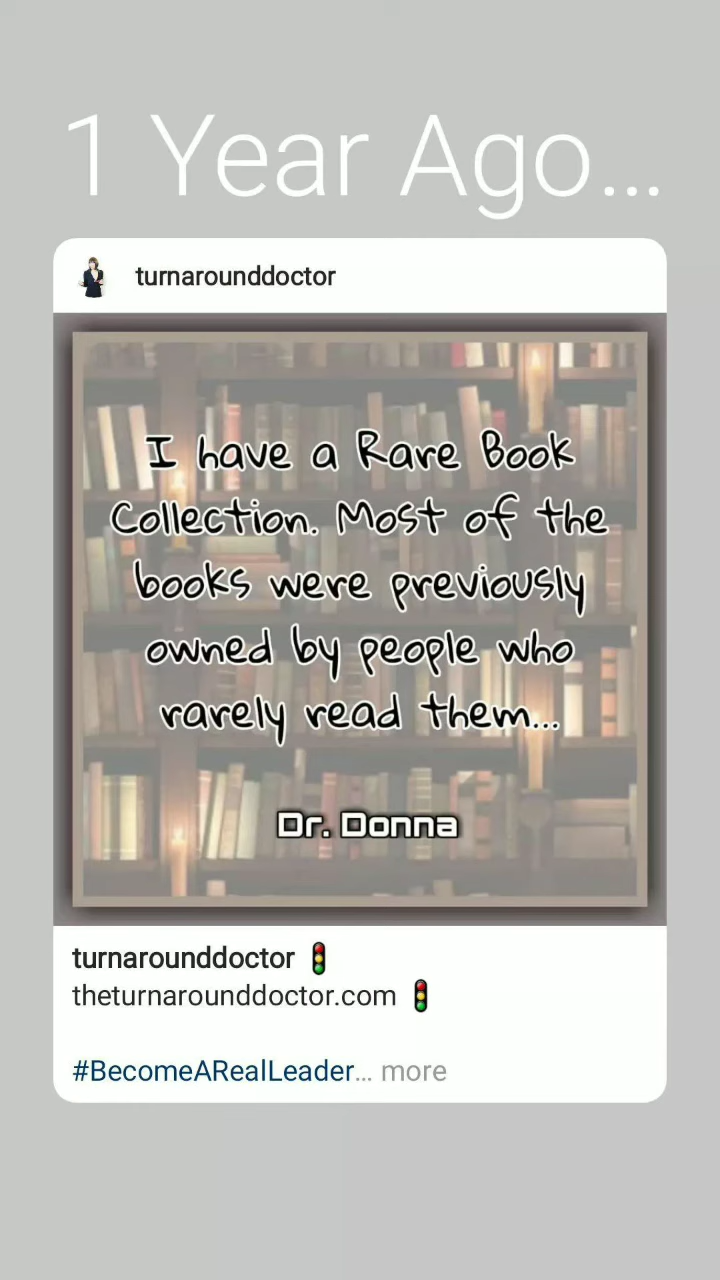 1 Year Ago...
turnarounddoctor
I have a Rare Book
Collection. Most of the
books were previously
owned by people who
rarely read them...
Dr. Donna
turnarounddoctor 🚦
theturnarounddoctor.com 🚦
#BecomeARealLeader... more